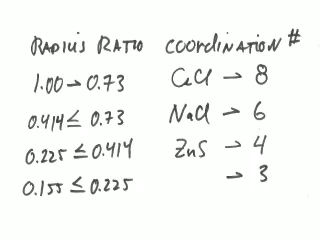 RADIUS RATIO COORDINATION #
1.00 → 0.73 CsCl → 8
0.414 ≤ 0.73 NaCl → 6
0.225 ≤ 0.414 ZnS → 4
0.155 ≤ 0.225 → 3